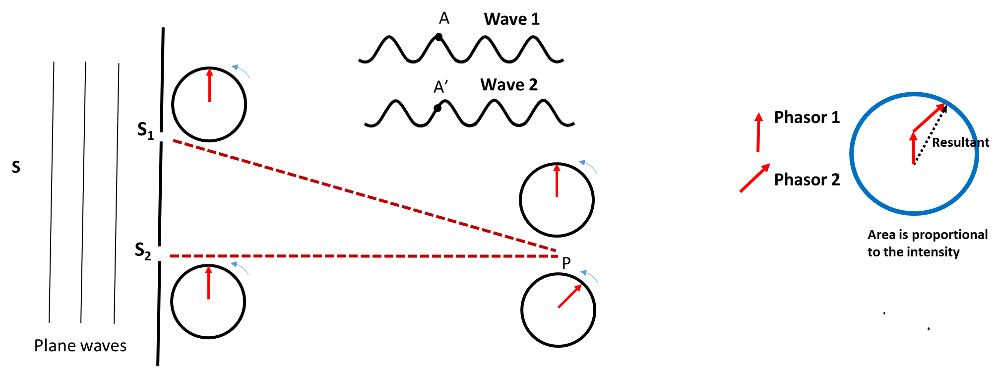 A
Wave 1
A’
Wave 2
S₁
S
S₂
P
Plane waves
Phasor 1
Phasor 2
Resultant
Area is proportional
to the intensity